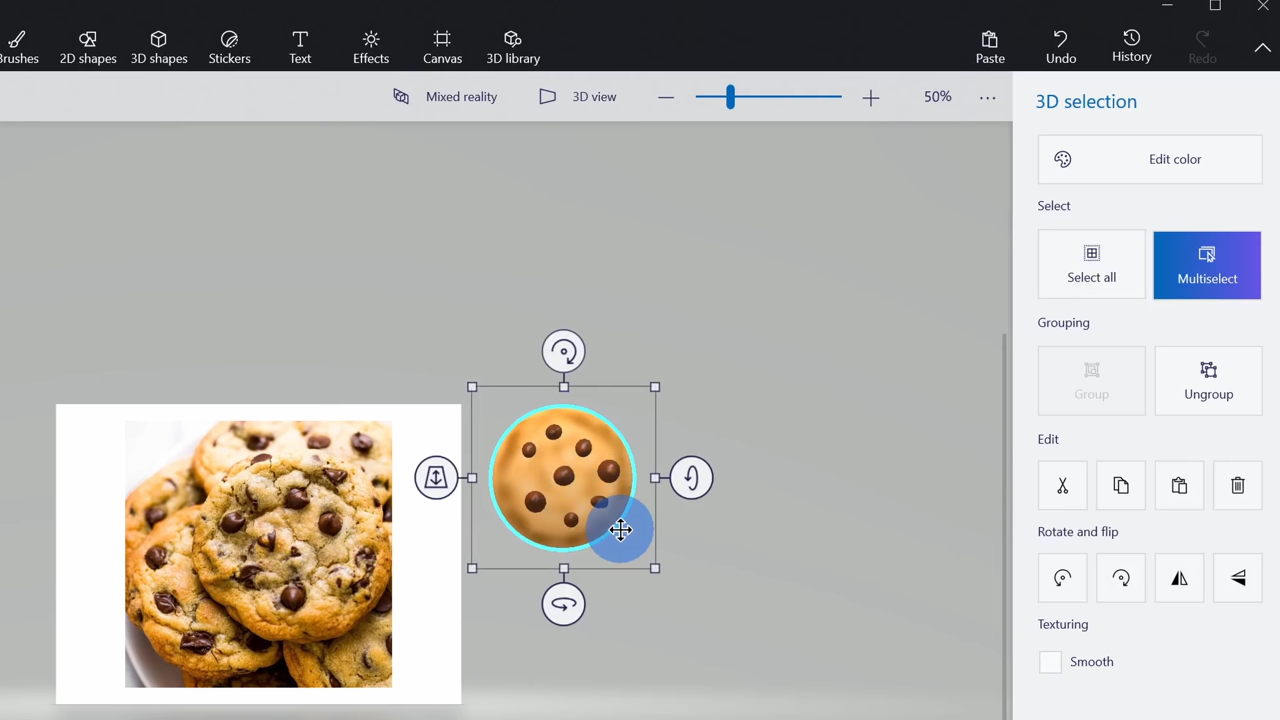 Brushes
2D shapes
3D shapes
Stickers
Text
Effects
Canvas
3D library
Paste
Undo
History
Redo
Mixed reality
3D view
50%
3D selection
Edit color
Select
Select all
Multiselect
Grouping
Group
Ungroup
Edit
Rotate and flip
Texturing
Smooth